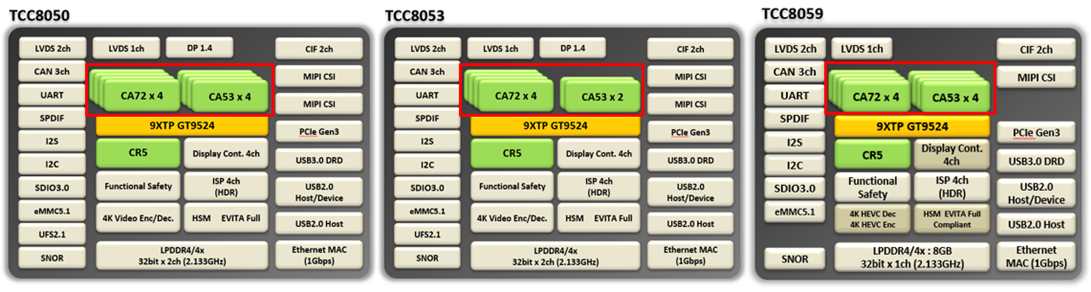 TCC8050
LVDS 2ch
LVDS 1ch
DP 1.4
CIF 2ch
CAN 3ch
MIPI CSI
UART
CA72 x 4
CA53 x 4
MIPI CSI
SPDIF
9XTP GT9524
PCIe Gen3
I2S
CR5
Display Cont. 4ch
USB3.0 DRD
I2C
SDIO3.0
Functional Safety
ISP 4ch
(HDR)
USB2.0
Host/Device
eMMC5.1
4K Video Enc/Dec.
HSM EVITA Full
USB2.0 Host
UFS2.1
SNOR
LPDDR4/4x
32bit x 2ch (2.133GHz)
Ethernet MAC
(1Gbps)
TCC8053
LVDS 2ch
LVDS 1ch
DP 1.4
CIF 2ch
CAN 3ch
MIPI CSI
UART
CA72 x 4
CA53 x 2
MIPI CSI
SPDIF
9XTP GT9524
PCIe Gen3
I2S
CR5
Display Cont. 4ch
USB3.0 DRD
I2C
SDIO3.0
Functional Safety
ISP 4ch
(HDR)
USB2.0
Host/Device
eMMC5.1
4K Video Enc/Dec.
HSM EVITA Full
USB2.0 Host
UFS2.1
SNOR
LPDDR4/4x
32bit x 2ch (2.133GHz)
Ethernet MAC
(1Gbps)
TCC8059
LVDS 2ch
LVDS 1ch
CIF 2ch
CAN 3ch
MIPI CSI
UART
CA72 x 4
CA53 x 4
SPDIF
9XTP GT9524
PCIe Gen3
I2S
CR5
Display Cont.
4ch
USB3.0 DRD
I2C
SDIO3.0
Functional
Safety
ISP 4ch
(HDR)
USB2.0
Host/Device
eMMC5.1
4K HEVC Dec
4K HEVC Enc
HSM EVITA Full
Compliant
USB2.0 Host
SNOR
LPDDR4/4x : 8GB
32bit x 1ch (2.133GHz)
Ethernet
MAC (1Gbps)